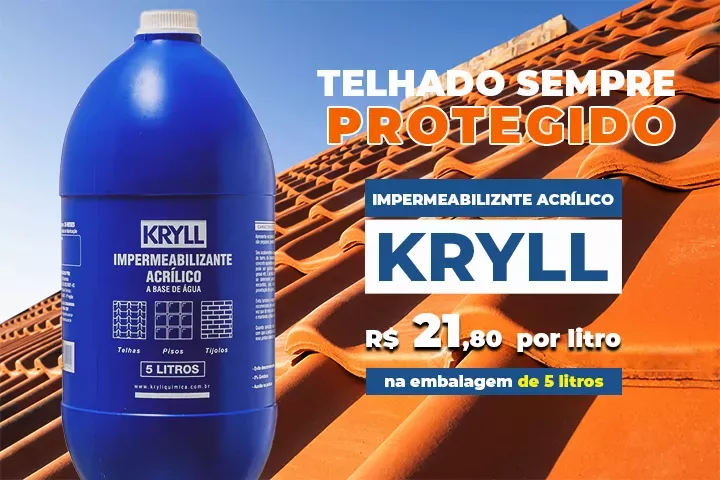 TELHADO SEMPRE
PROTEGIDO
IMPERMEABILIZNTE ACRÍLICO
KRYLL
R$ 21,80 por litro
na embalagem de 5 litros
KRYLL
IMPERMEABILIZANTE
ACRÍLICO
A BASE DE ÁGUA
Telhas Pisos Tijolos
5 LITROS
www.kryllquimica.com.br